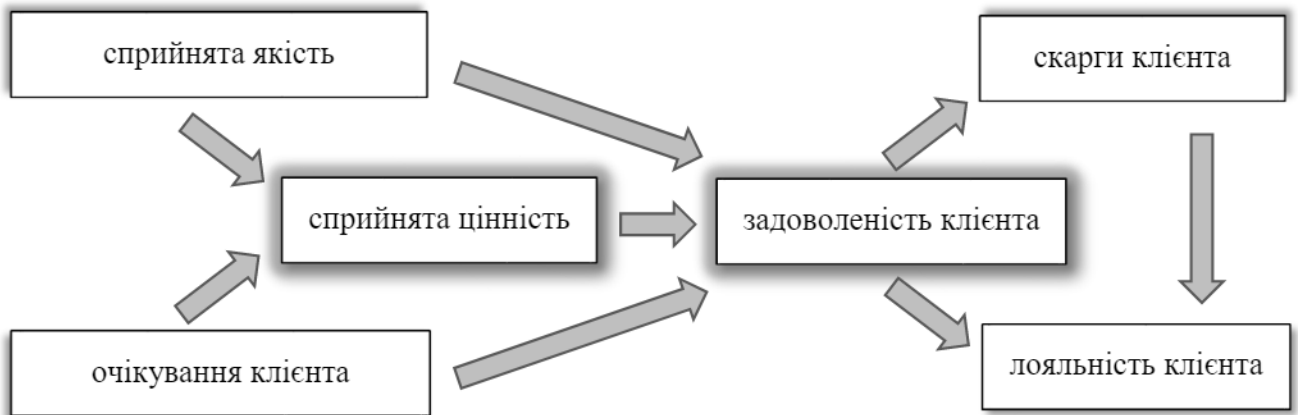 сприйнята якість
скарги клієнта
сприйнята цінність
задоволеність клієнта
очікування клієнта
лояльність клієнта